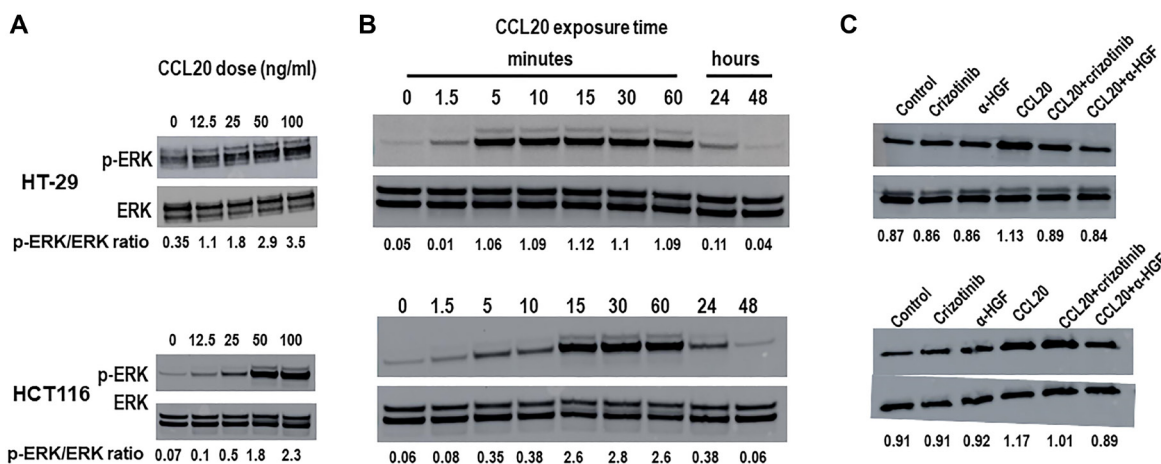 A
CCL20 dose (ng/ml)
0 12.5 25 50 100
p-ERK
HT-29
ERK
p-ERK/ERK ratio
0.35 1.1 1.8 2.9 3.5
0 12.5 25 50 100
p-ERK
HCT116
ERK
p-ERK/ERK ratio
0.07 0.1 0.5 1.8 2.3
B
CCL20 exposure time
minutes hours
0 1.5 5 10 15 30 60 24 48
0.05 0.01 1.06 1.09 1.12 1.1 1.09 0.11 0.04
0 1.5 5 10 15 30 60 24 48
0.06 0.08 0.35 0.38 2.6 2.8 2.6 0.38 0.06
C
Control
Crizotinib
α-HGF
CCL20
CCL20+crizotinib
CCL20+α-HGF
0.87 0.86 0.86 1.13 0.89 0.84
Control
Crizotinib
α-HGF
CCL20
CCL20+crizotinib
CCL20+α-HGF
0.91 0.91 0.92 1.17 1.01 0.89